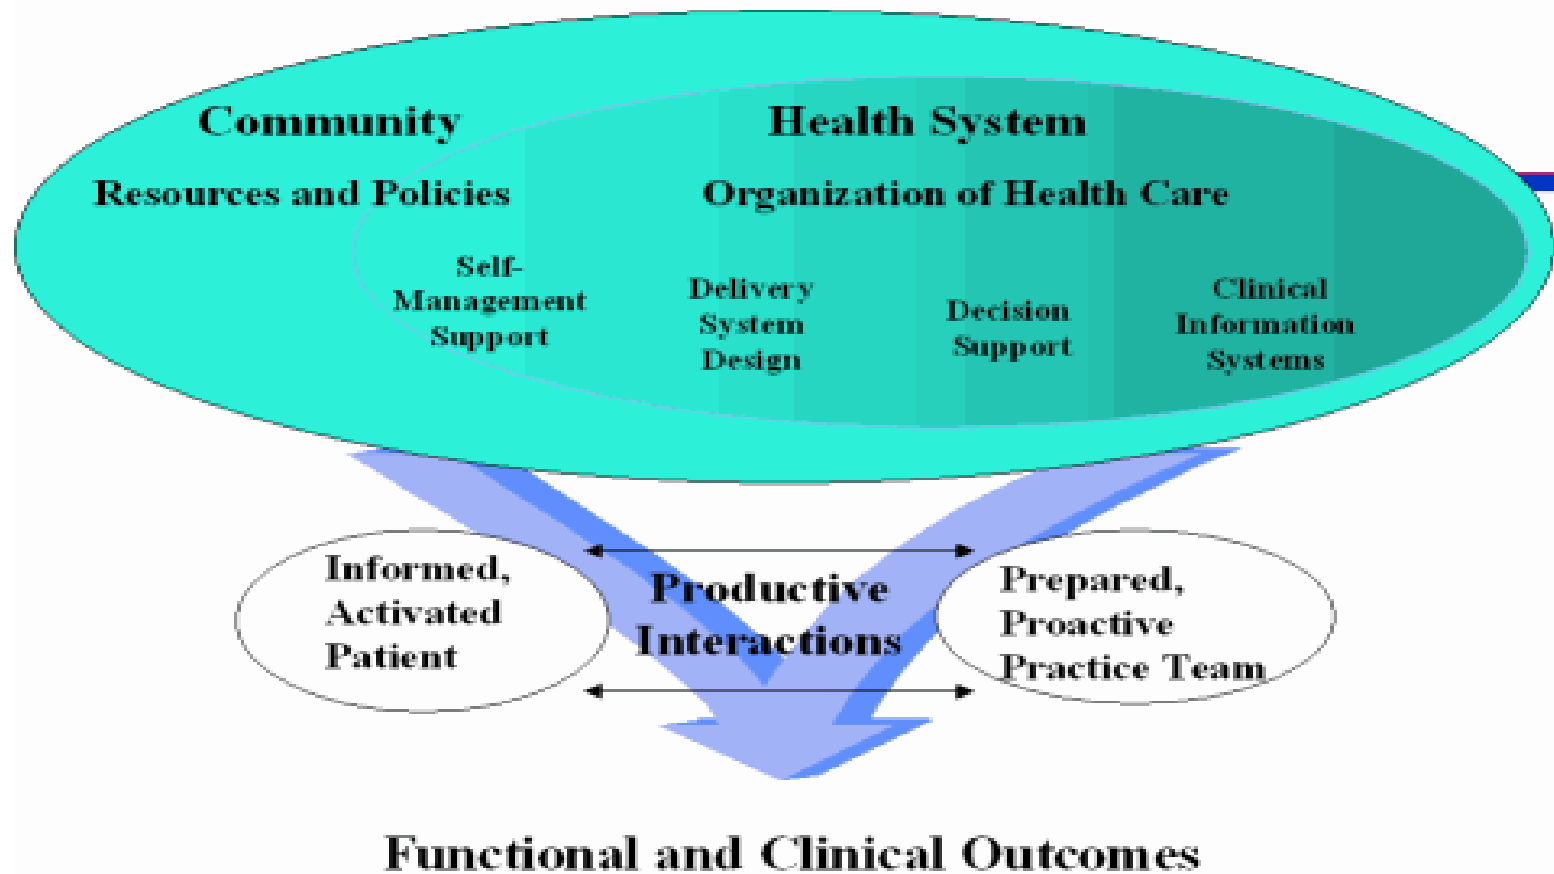 Community
Resources and Policies
Health System
Organization of Health Care
Self-
Management
Support
Delivery
System
Design
Decision
Support
Clinical
Information
Systems
Informed,
Activated
Patient
Productive
Interactions
Prepared,
Proactive
Practice Team
Functional and Clinical Outcomes